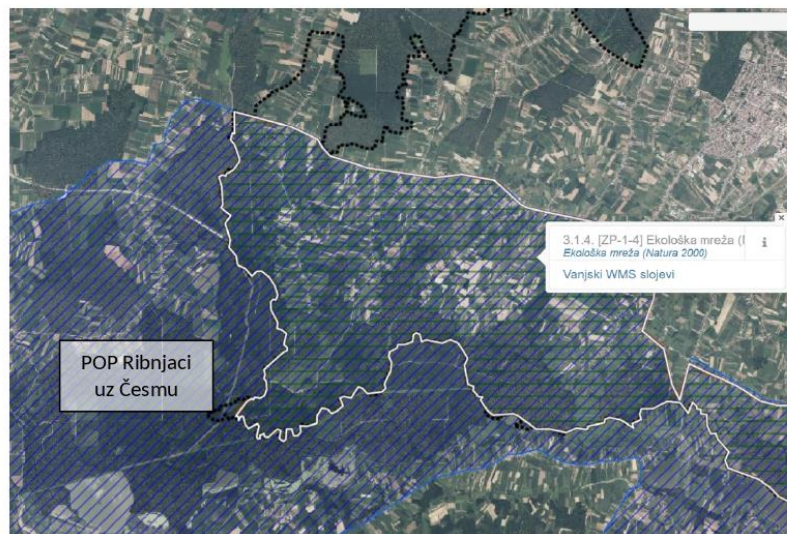 3.1.4. [ZP-1-4] Ekološka mreža (
Ekološka mreža (Natura 2000)
Vanjski WMS slojevi
POP Ribnjaci
uz Česmu